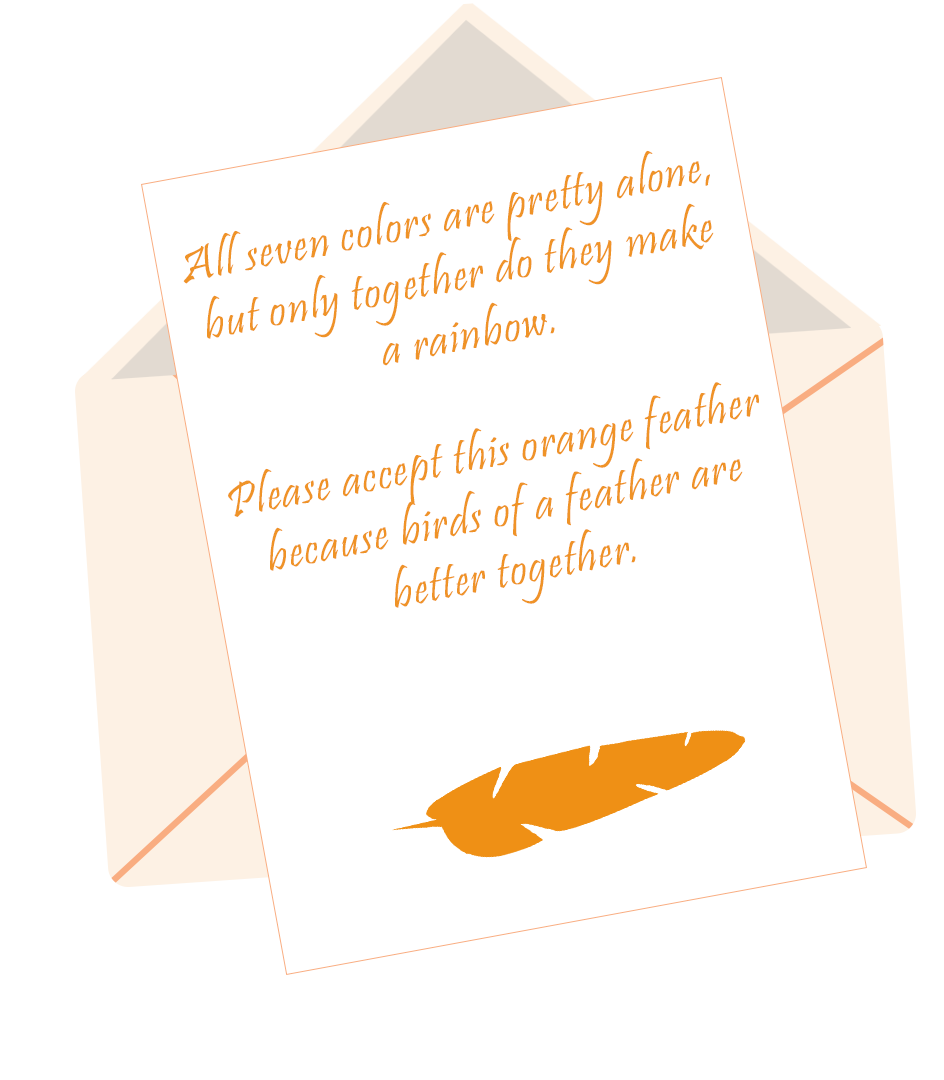 All seven colors are pretty alone,
but only together do they make
a rainbow.
Please accept this orange feather
because birds of a feather are
better together.